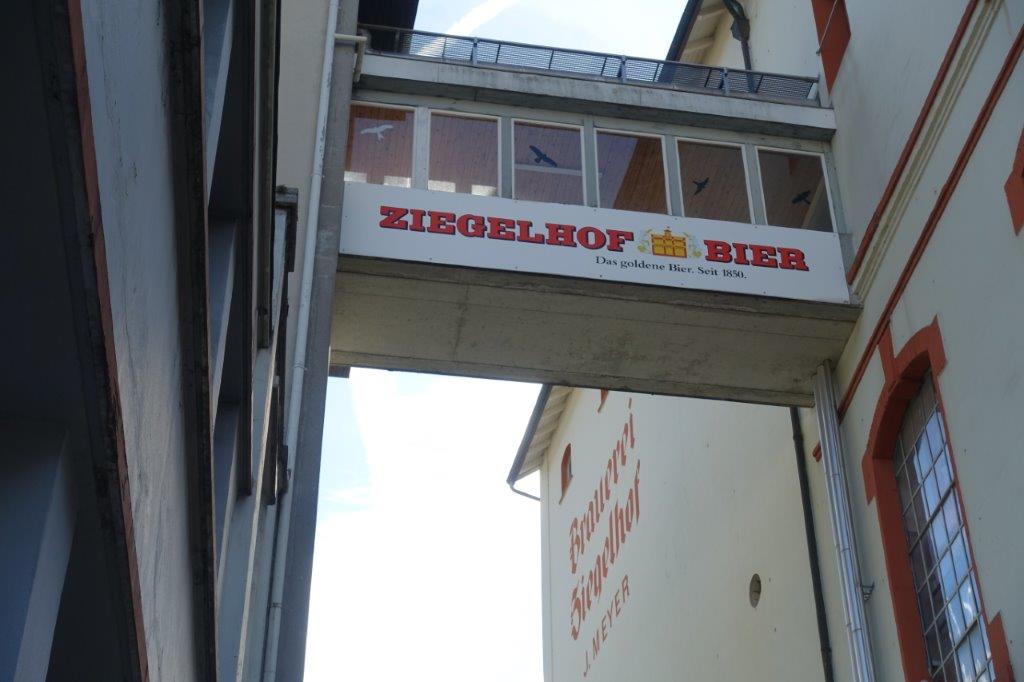 ZIEGELHOF BIER
Das goldene Bier. Seit 1850.
Brauerei
Ziegelhof
J. MEYER